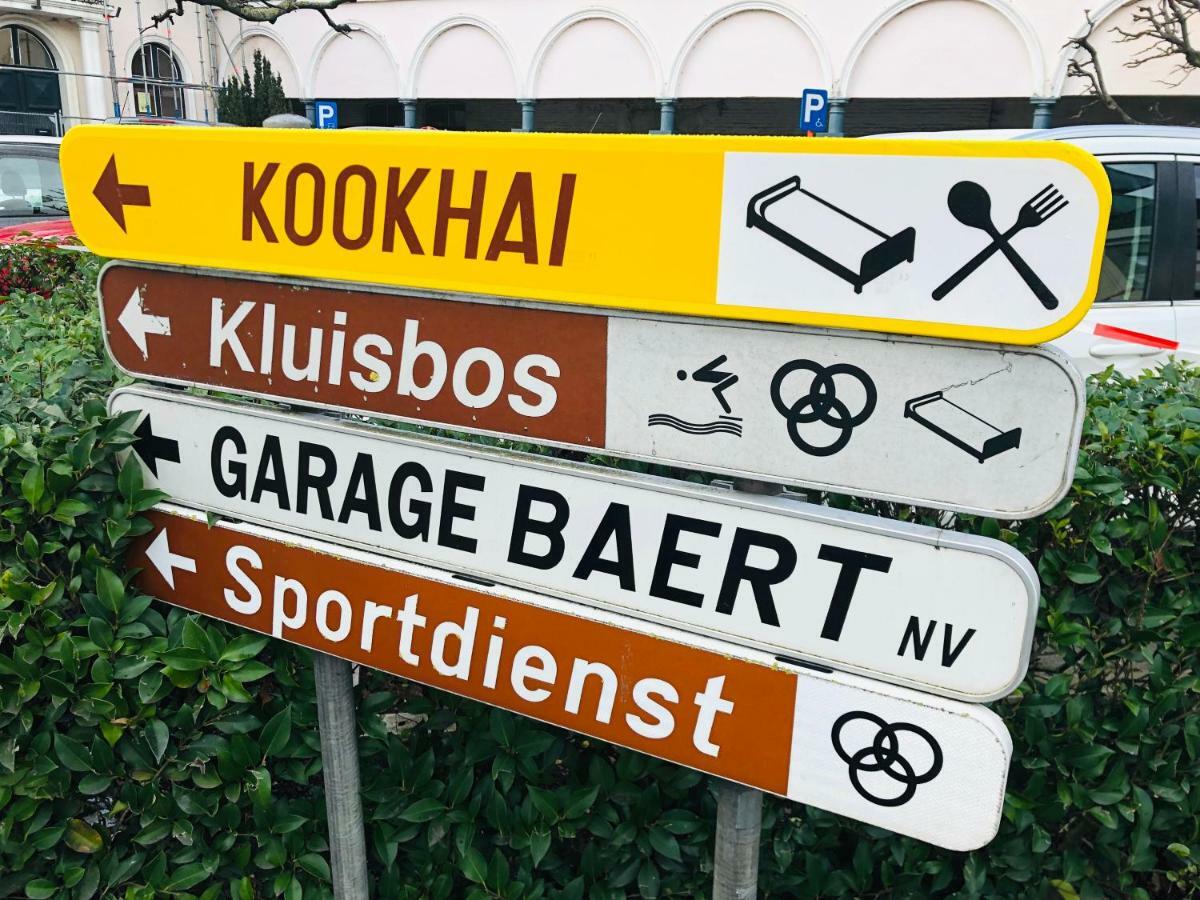 P
P
KOOKHAI
Kluisbos
GARAGE BAERT NV
Sportdienst